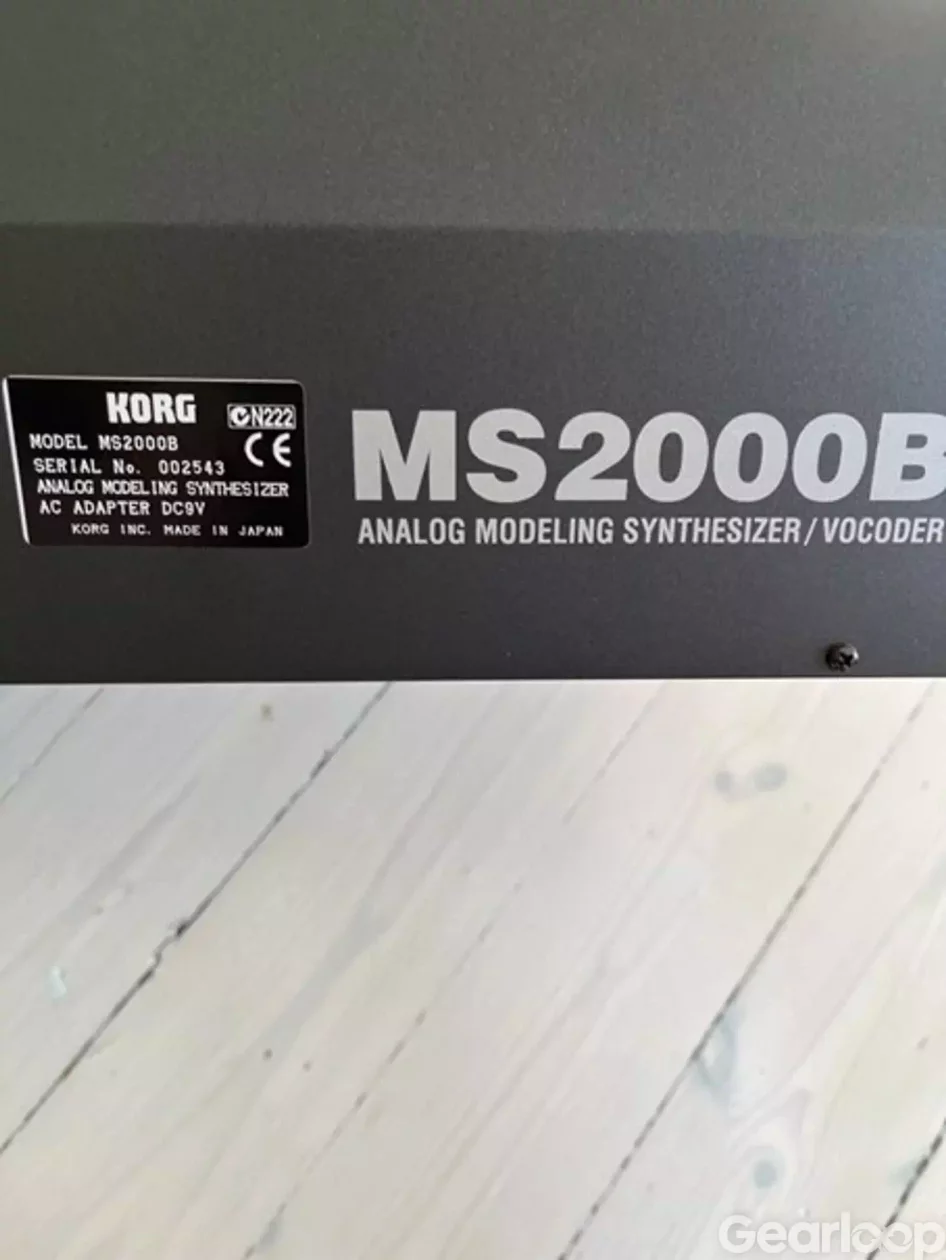 KORG
N222
MODEL MS2000B
CE
SERIAL No. 002543
ANALOG MODELING SYNTHESIZER
AC ADAPTER DC9V
KORG INC. MADE IN JAPAN
MS2000B
ANALOG MODELING SYNTHESIZER/VOCODER
Gearloop